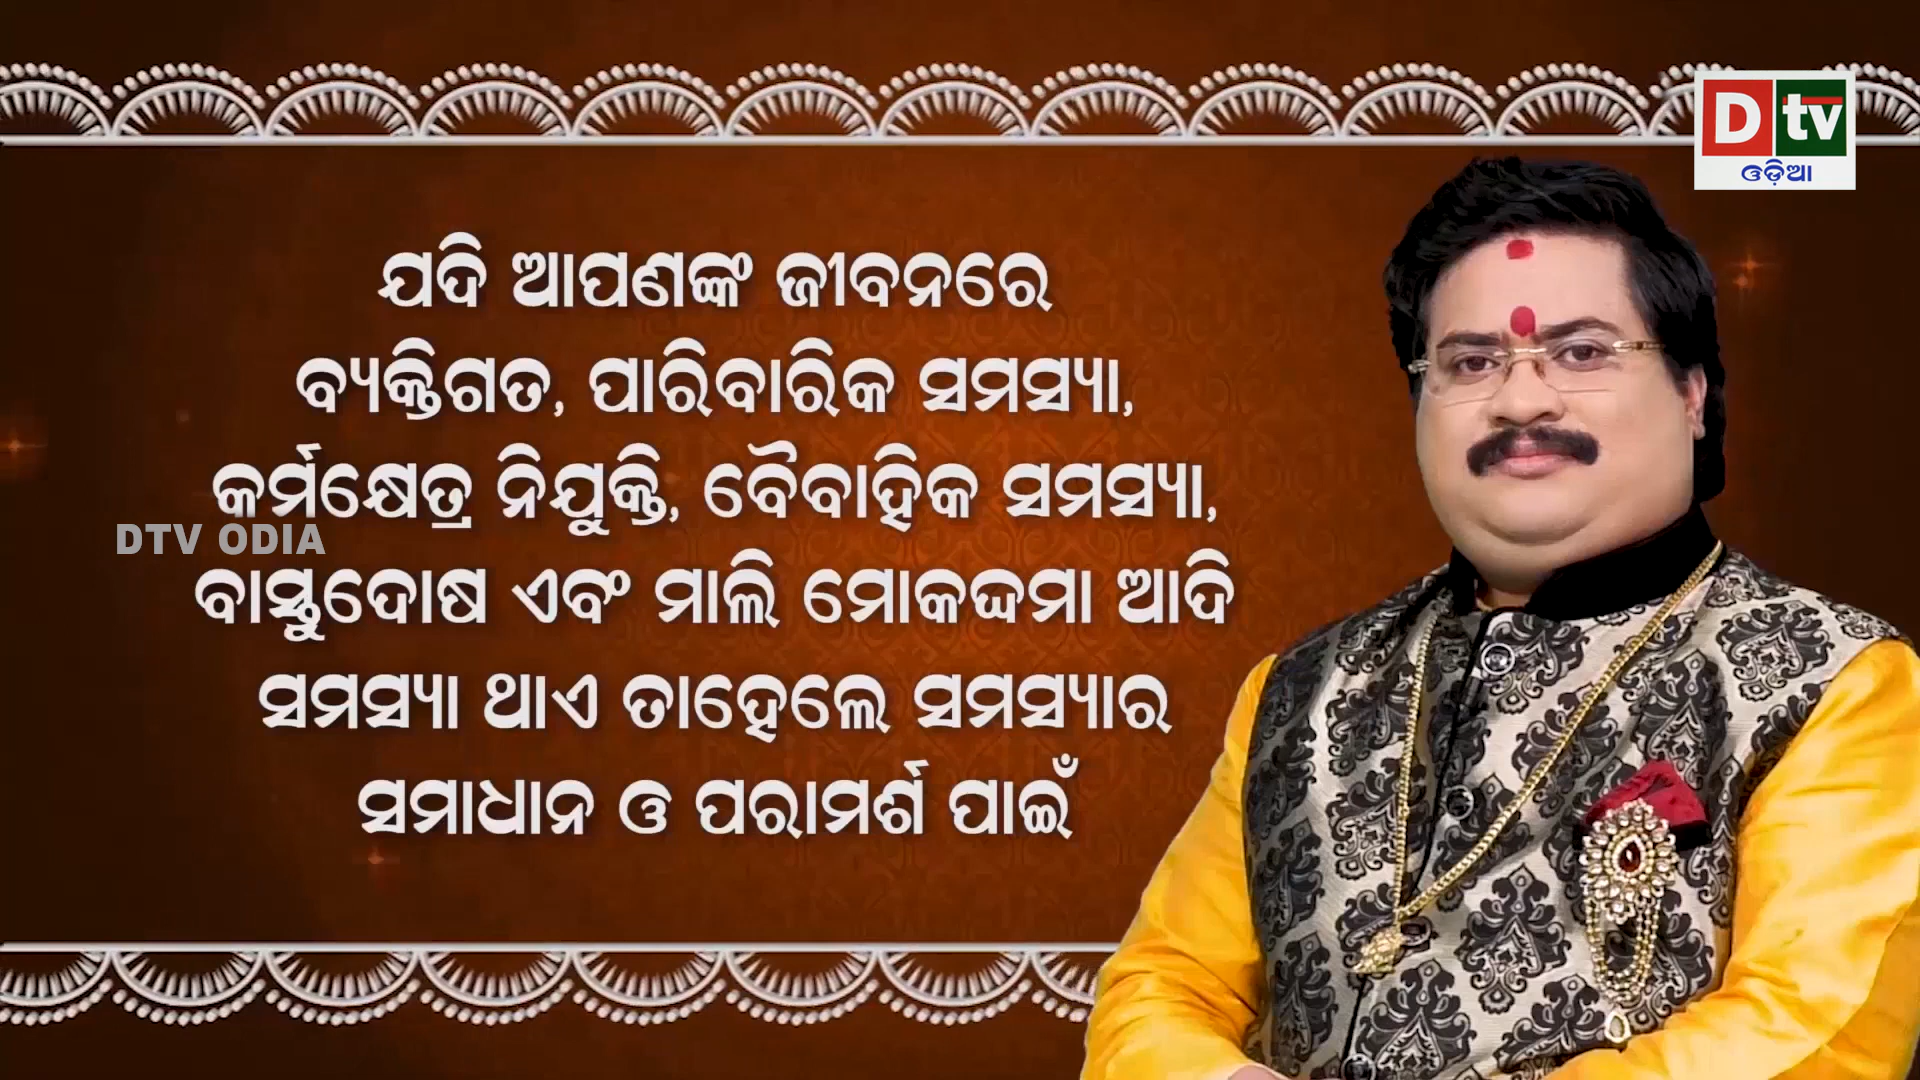 Dtv
ଓଡ଼ିଆ
ଯଦି ଆପଣଙ୍କ ଜୀବନରେ
ବ୍ୟକ୍ତିଗତ, ପାରିବାରିକ ସମସ୍ୟା,
କର୍ମକ୍ଷେତ୍ର ନିଯୁକ୍ତି, ବୈବାହିକ ସମସ୍ୟା,
DTV ODIA
ବାସ୍ତୁଦୋଷ ଏବଂ ମାଲି ମୋକଦ୍ଦମା ଆଦି
ସମସ୍ୟା ଥାଏ ତାହେଲେ ସମସ୍ୟାର
ସମାଧାନ ଓ ପରାମର୍ଶ ପାଇଁ